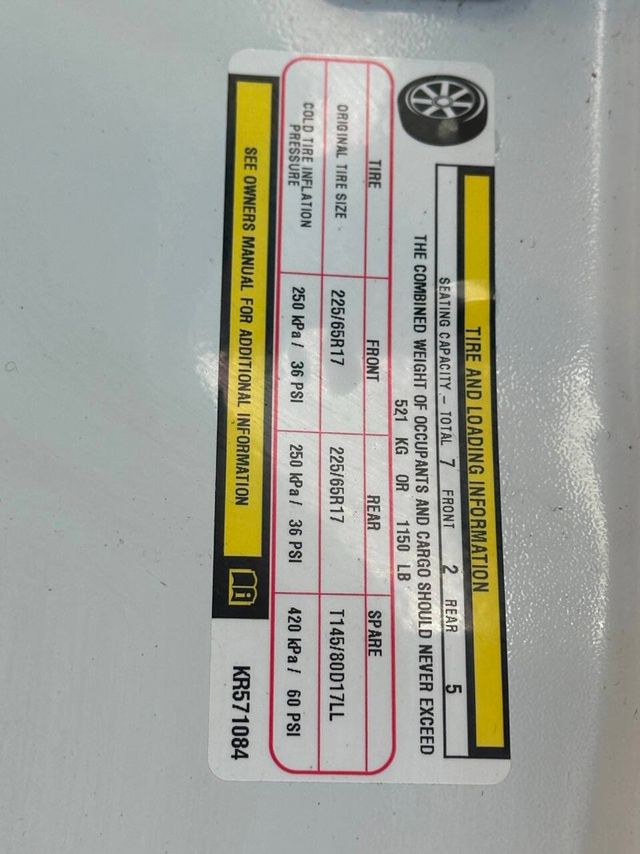 TIRE AND LOADING INFORMATION
SEATING CAPACITY – TOTAL 7 FRONT 2 REAR 5
THE COMBINED WEIGHT OF OCCUPANTS AND CARGO SHOULD NEVER EXCEED
521 KG OR 1150 LB
TIRE FRONT REAR SPARE
ORIGINAL TIRE SIZE 225/65R17 225/65R17 T145/80D17LL
COLD TIRE INFLATION
PRESSURE 250 kPa / 36 PSI 250 kPa / 36 PSI 420 kPa / 60 PSI
SEE OWNERS MANUAL FOR ADDITIONAL INFORMATION
KR571084